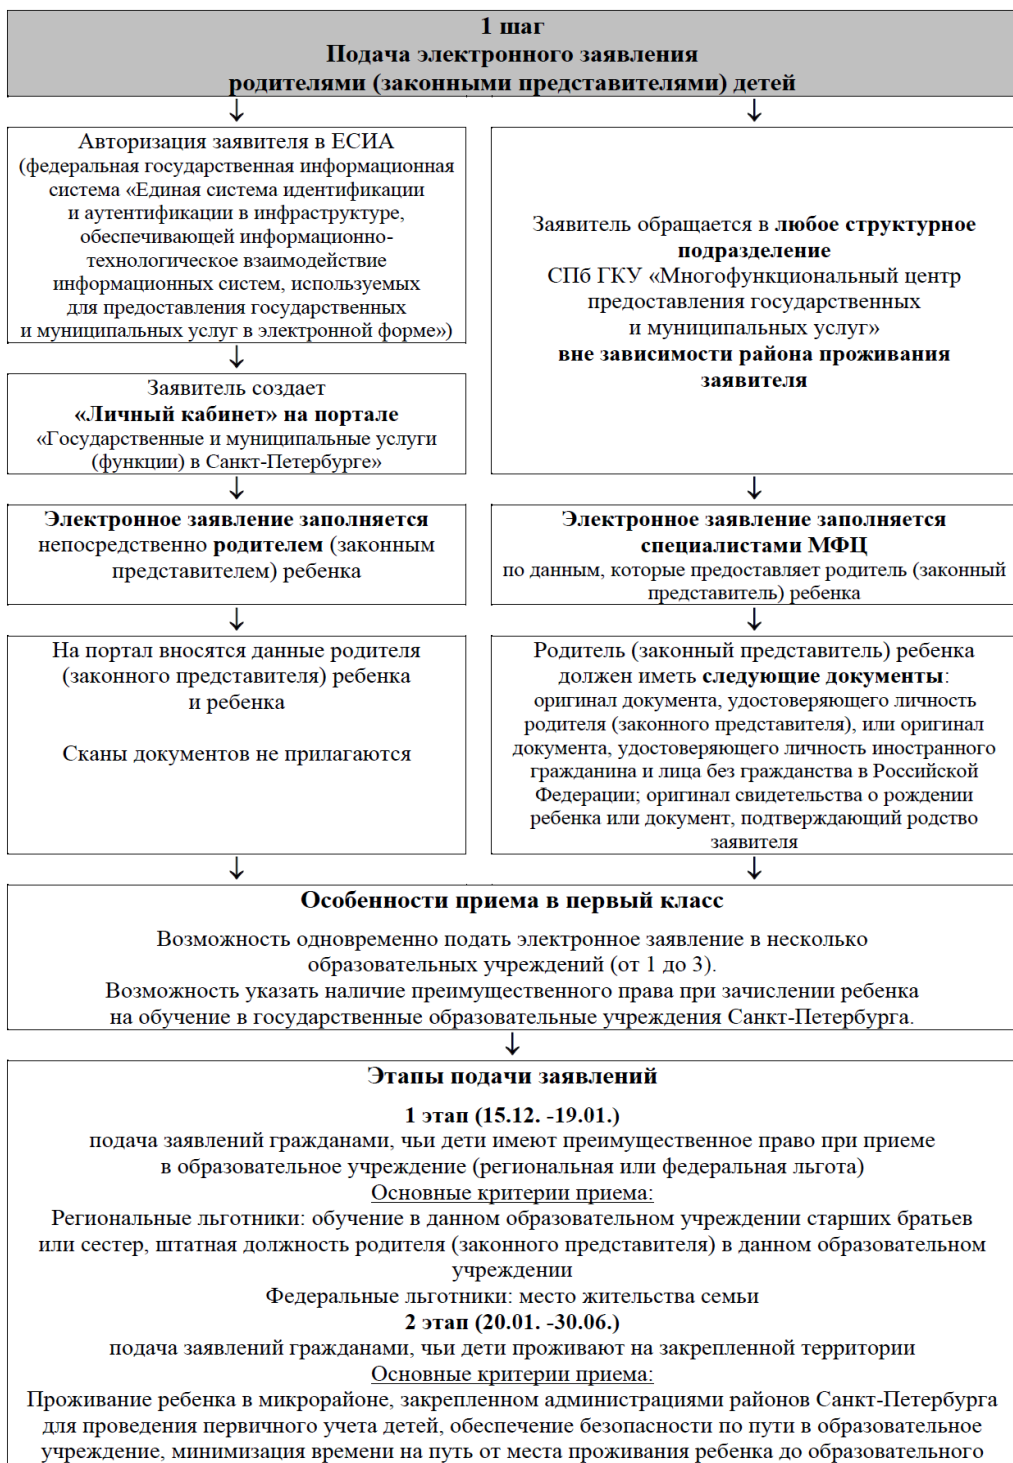 1 шаг
Подача электронного заявления
родителями (законными представителями) детей
Авторизация заявителя в ЕСИА
(федеральная государственная информационная
система «Единая система идентификации
и аутентификации в инфраструктуре,
обеспечивающей информационно-
технологическое взаимодействие
информационных систем, используемых
для предоставления государственных
и муниципальных услуг в электронной форме»)
Заявитель создает
«Личный кабинет» на портале
«Государственные и муниципальные услуги
(функции) в Санкт-Петербурге»
Электронное заявление заполняется
непосредственно родителем (законным
представителем) ребенка
На портал вносятся данные родителя
(законного представителя) ребенка
и ребенка
Сканы документов не прилагаются
Заявитель обращается в любое структурное
подразделение
СПб ГКУ «Многофункциональный центр
предоставления государственных
и муниципальных услуг»
вне зависимости района проживания
заявителя
Электронное заявление заполняется
специалистами МФЦ
по данным, которые предоставляет родитель (законный
представитель) ребенка
Родитель (законный представитель) ребенка
должен иметь следующие документы:
оригинал документа, удостоверяющего личность
родителя (законного представителя), или оригинал
документа, удостоверяющего личность иностранного
гражданина и лица без гражданства в Российской
Федерации; оригинал свидетельства о рождении
ребенка или документ, подтверждающий родство
заявителя
Особенности приема в первый класс
Возможность одновременно подать электронное заявление в несколько
образовательных учреждений (от 1 до 3).
Возможность указать наличие преимущественного права при зачислении ребенка
на обучение в государственные образовательные учреждения Санкт-Петербурга.
Этапы подачи заявлений
1 этап (15.12. -19.01.)
подача заявлений гражданами, чьи дети имеют преимущественное право при приеме
в образовательное учреждение (региональная или федеральная льгота)
Основные критерии приема:
Региональные льготники: обучение в данном образовательном учреждении старших братьев
или сестер, штатная должность родителя (законного представителя) в данном образовательном
учреждении
Федеральные льготники: место жительства семьи
2 этап (20.01. -30.06.)
подача заявлений гражданами, чьи дети проживают на закрепленной территории
Основные критерии приема:
Проживание ребенка в микрорайоне, закрепленном администрациями районов Санкт-Петербурга
для проведения первичного учета детей, обеспечение безопасности по пути в образовательное
учреждение, минимизация времени на путь от места проживания ребенка до образовательного